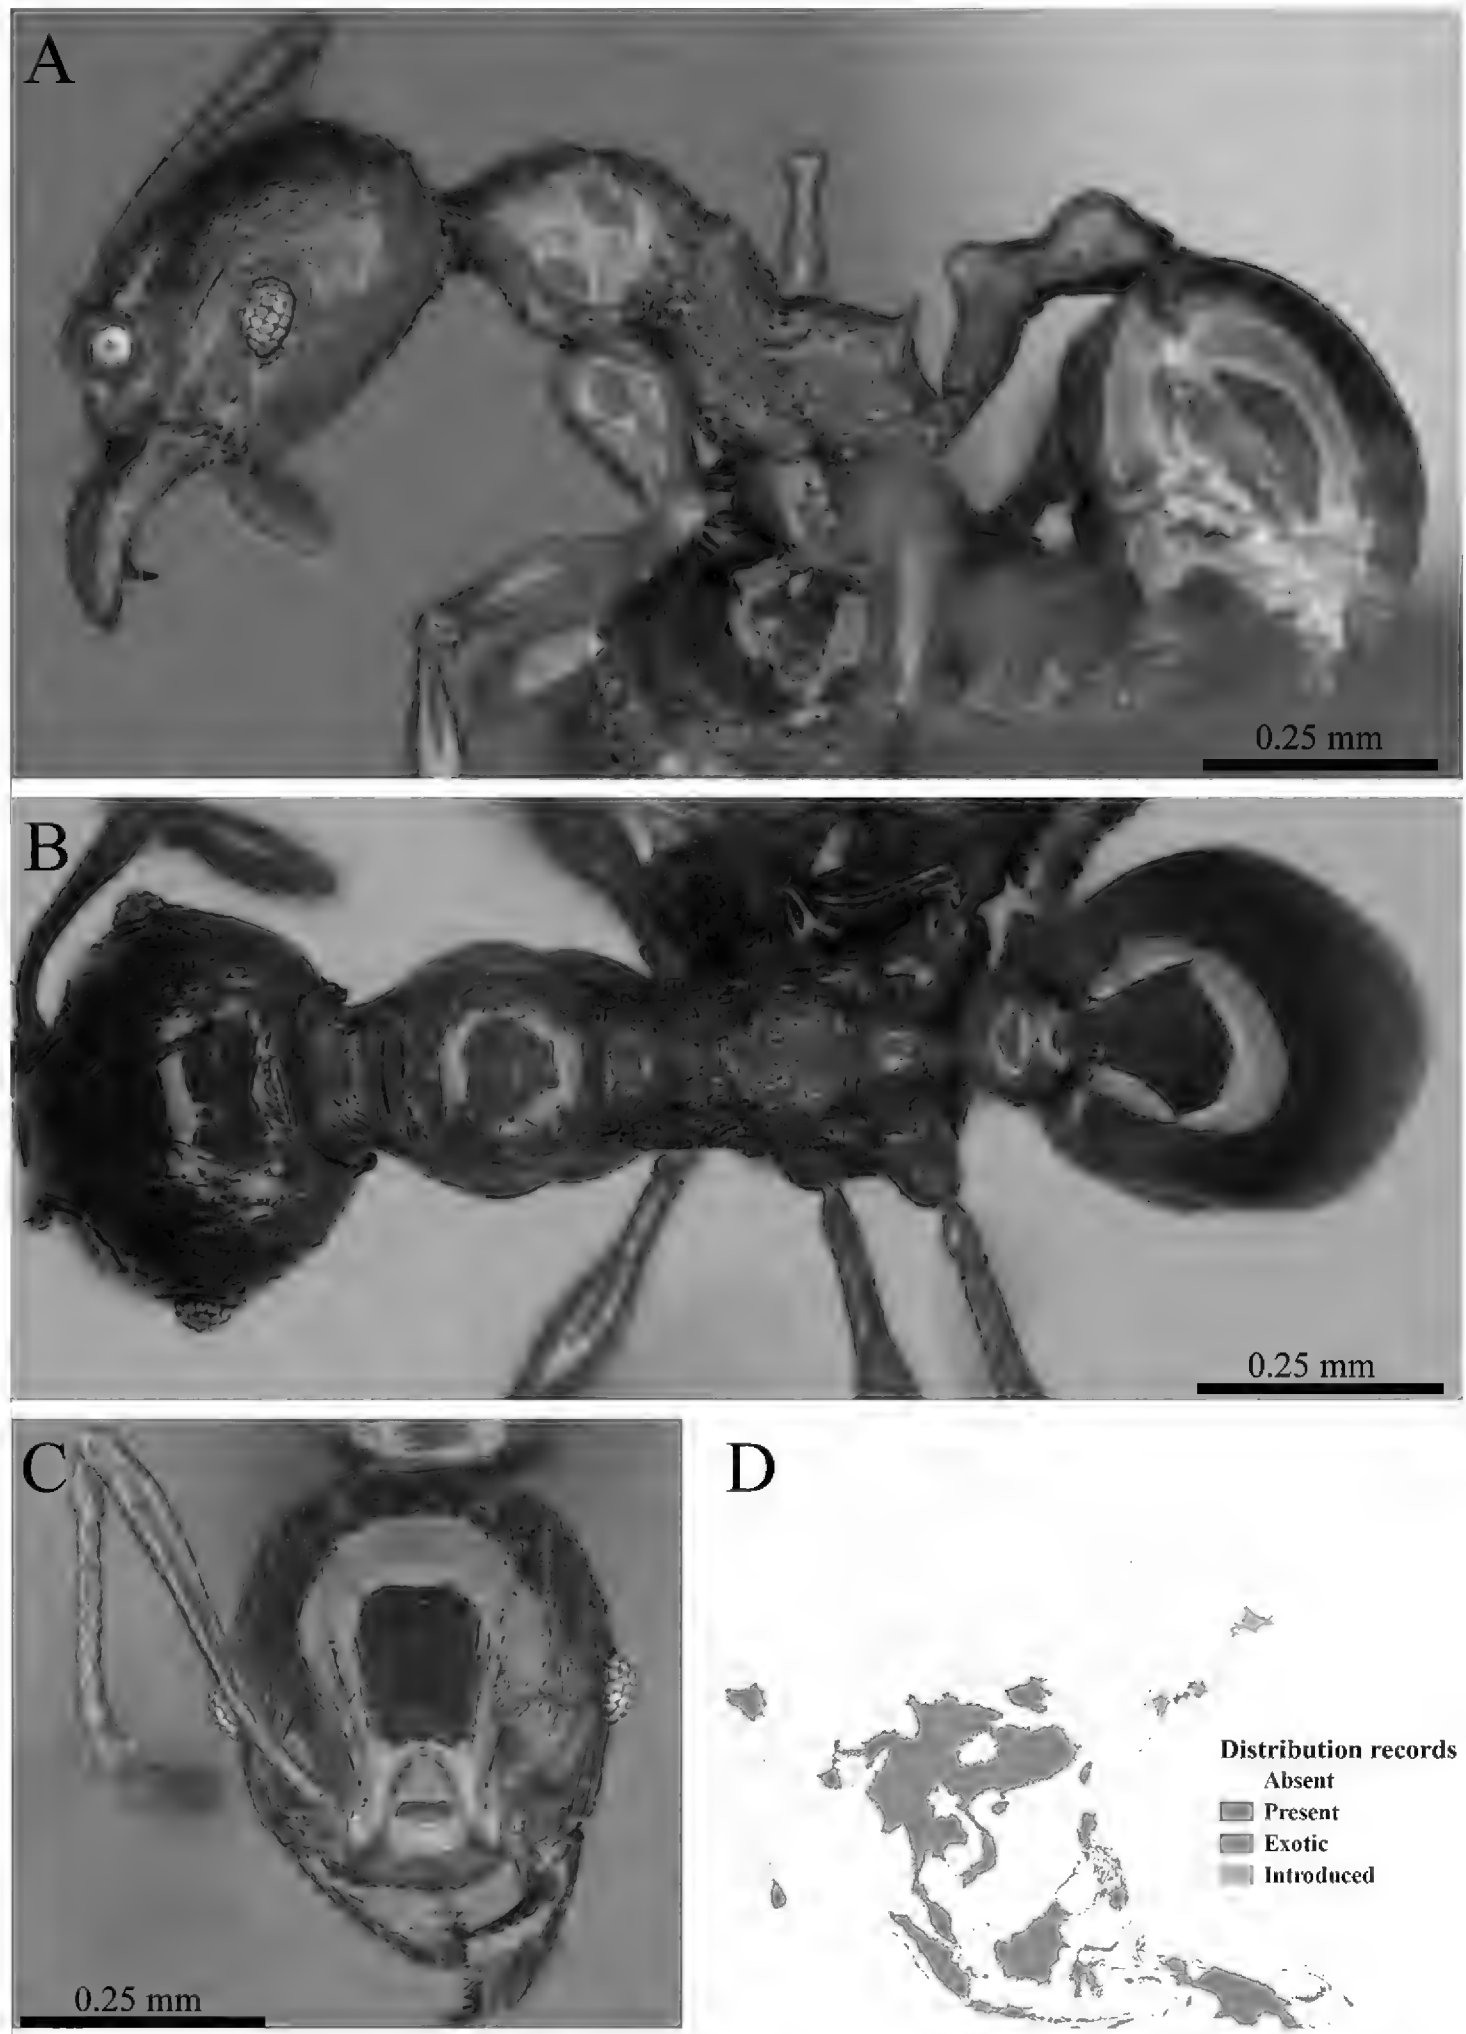 A
0.25 mm
B
0.25 mm
C
0.25 mm
D
Distribution records
Absent
Present
Exotic
Introduced